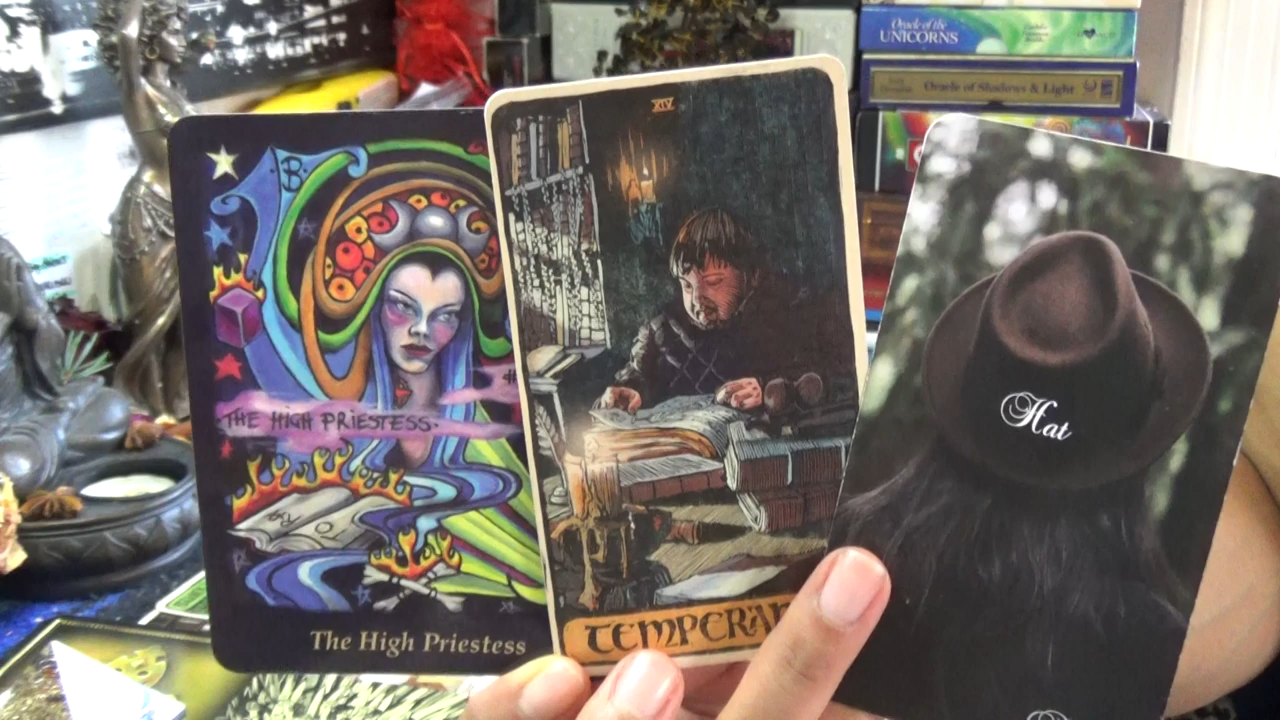 Oracle of the
UNICORNS
Oracle of Shadows & Light
XIV
B
THE HIGH PRIESTESS.
Hat
The High Priestess
TEMPERAN